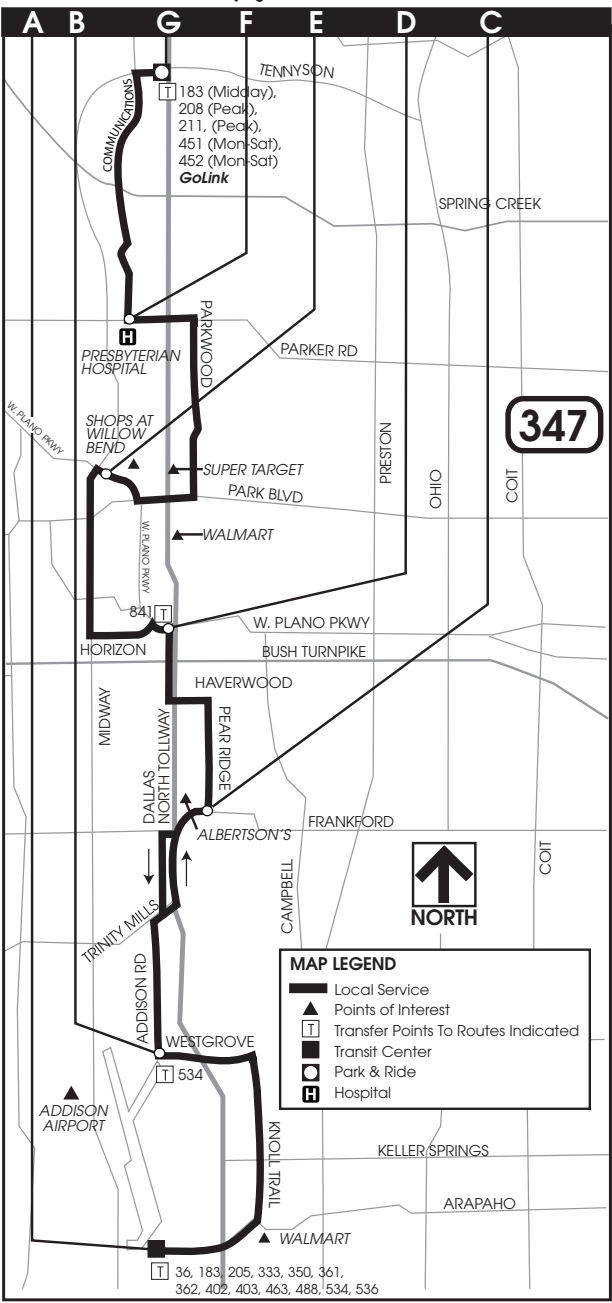 A B G F E D C
TENNYSON
T 183 (Midday),
208 (Peak),
211, (Peak),
451 (Mon-Sat)
452 (Mon-Sat)
GoLink
COMMUNICATIONS
SPRING CREEK
PARKWOOD
H
PRESBYTERIAN
HOSPITAL
PARKER RD
W. PLANO PKWY
SHOPS AT
WILLOW
BEND
347
SUPER TARGET
PRESTON
OHIO
COIT
PARK BLVD
W. PLANO PKWY
WALMART
841 T
W. PLANO PKWY
HORIZON
BUSH TURNPIKE
HAVERWOOD
MIDWAY
DALLAS
NORTH TOLLWAY
PEAR RIDGE
FRANKFORD
ALBERTSON'S
CAMPBELL
COIT
NORTH
TRINITY MILLS
ADDISON RD
MAP LEGEND
Local Service
Points of Interest
T Transfer Points To Routes Indicated
Transit Center
Park & Ride
H Hospital
WESTGROVE
T 534
ADDISON
AIRPORT
KNOLL TRAIL
KELLER SPRINGS
ARAPAHO
WALMART
T 36, 183, 205, 333, 350, 361,
362, 402, 403, 463, 488, 534, 536